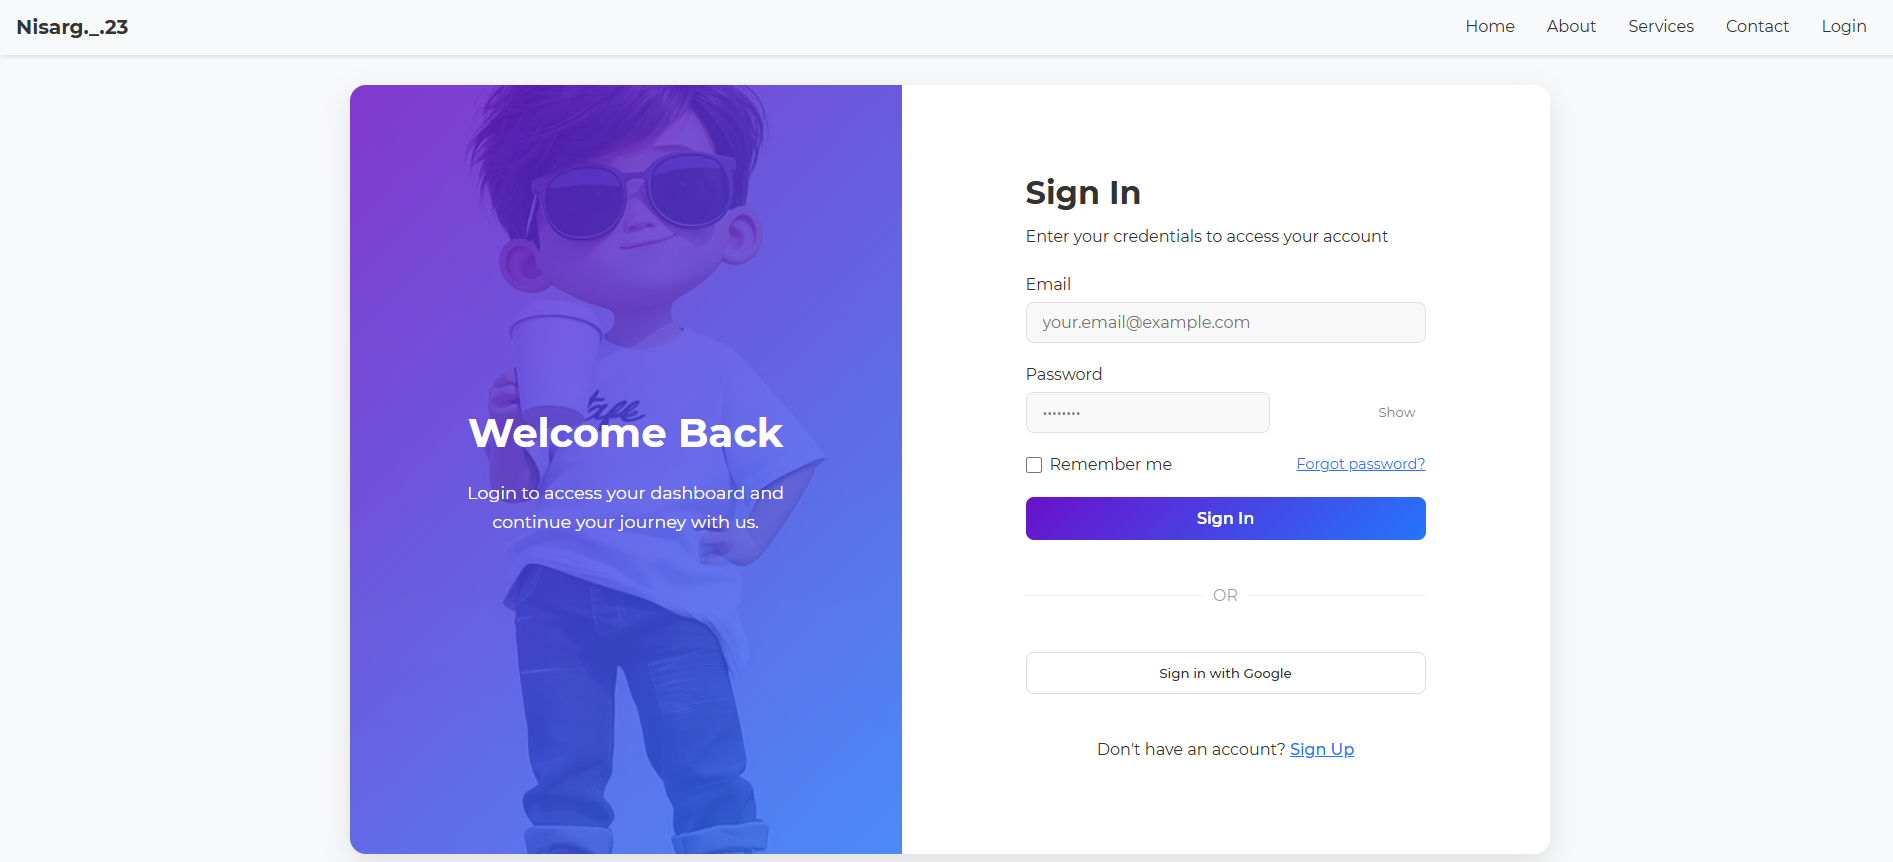 Nisarg._.23
Home
About
Services
Contact
Login
Welcome Back
Login to access your dashboard and
continue your journey with us.
Sign In
Enter your credentials to access your account
Email
your.email@example.com
Password
••••••••
Show
Remember me
Forgot password?
Sign In
OR
Sign in with Google
Don't have an account? Sign Up